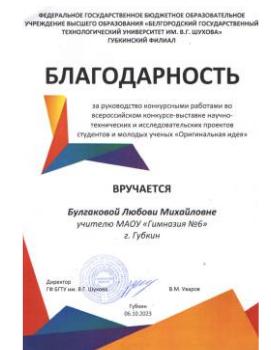 ФЕДЕРАЛЬНОЕ ГОСУДАРСТВЕННОЕ БЮДЖЕТНОЕ ОБРАЗОВАТЕЛЬНОЕ
УЧРЕЖДЕНИЕ ВЫСШЕГО ОБРАЗОВАНИЯ «БЕЛГОРОДСКИЙ ГОСУДАРСТВЕННЫЙ
ТЕХНОЛОГИЧЕСКИЙ УНИВЕРСИТЕТ ИМ. В.Г. ШУХОВА»
ГУБКИНСКИЙ ФИЛИАЛ
БЛАГОДАРНОСТЬ
за руководство конкурсными работами во
всероссийском конкурсе-выставке научно-
технических и исследовательских проектов
студентов и молодых ученых «Оригинальная идея»
ВРУЧАЕТСЯ
Булгаковой Любови Михайловне
учителю МАОУ «Гимназия №6»
г. Губкин
Директор
ГФ БГТУ им. В.Г. Шухова
В.М. Уваров
Губкин
06.10.2023